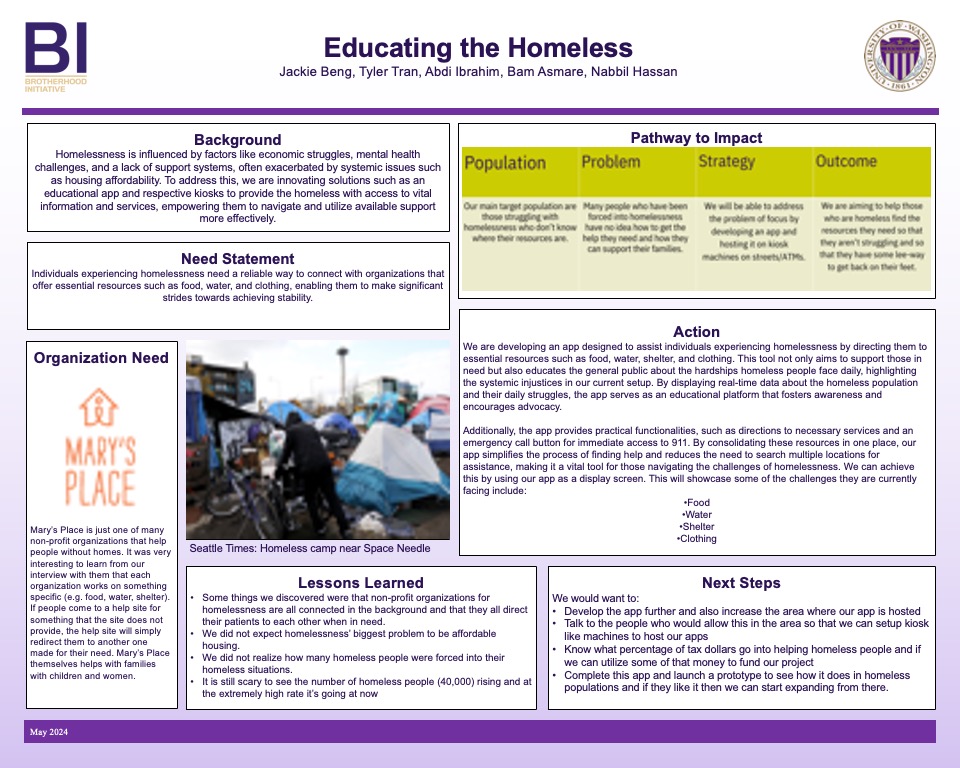 BI
BROTHERHOOD
INITIATIVE
Educating the Homeless
Jackie Beng, Tyler Tran, Abdi Ibrahim, Bam Asmare, Nabbil Hassan
UNIVERSITY OF WASHINGTON
1861
Background
Homelessness is influenced by factors like economic struggles, mental health
challenges, and a lack of support systems, often exacerbated by systemic issues such
as housing affordability. To address this, we are innovating solutions such as an
educational app and respective kiosks to provide the homeless with access to vital
information and services, empowering them to navigate and utilize available support
more effectively.
Need Statement
Individuals experiencing homelessness need a reliable way to connect with organizations that
offer essential resources such as food, water, and clothing, enabling them to make significant
strides towards achieving stability.
Organization Need
MARY'S
PLACE
Mary's Place is just one of many
non-profit organizations that help
people without homes. It was very
interesting to learn from our
interview with them that each
organization works on something
specific (e.g. food, water, shelter).
If people come to a help site for
something that the site does not
provide, the help site will simply
redirect them to another one
made for their need. Mary's Place
themselves helps with families
with children and women.
Seattle Times: Homeless camp near Space Needle
Pathway to Impact
Population
Our main target population are
those struggling with
homelessness who don't know
where their resources are.
Problem
Many people who have been
forced into homelessness
have no idea how to get the
help they need and how they
can support their families.
Strategy
We will be able to address
the problem of focus by
developing an app and
hosting it on kiosk
machines on streets/ATMs.
Outcome
We are aiming to help those
who are homeless find the
resources they need so that
they aren't struggling and so
that they have some lee-way
to get back on their feet.
Action
We are developing an app designed to assist individuals experiencing homelessness by directing them to
essential resources such as food, water, shelter, and clothing. This tool not only aims to support those in
need but also educates the general public about the hardships homeless people face daily, highlighting
the systemic injustices in our current setup. By displaying real-time data about the homeless population
and their daily struggles, the app serves as an educational platform that fosters awareness and
encourages advocacy.
Additionally, the app provides practical functionalities, such as directions to necessary services and an
emergency call button for immediate access to 911. By consolidating these resources in one place, our
app simplifies the process of finding help and reduces the need to search multiple locations for
assistance, making it a vital tool for those navigating the challenges of homelessness. We can achieve
this by using our app as a display screen. This will showcase some of the challenges they are currently
facing include:
•Food
•Water
•Shelter
•Clothing
Lessons Learned
• Some things we discovered were that non-profit organizations for
homelessness are all connected in the background and that they all direct
their patients to each other when in need.
• We did not expect homelessness' biggest problem to be affordable
housing.
• We did not realize how many homeless people were forced into their
homeless situations.
• It is still scary to see the number of homeless people (40,000) rising and at
the extremely high rate it's going at now
Next Steps
We would want to:
• Develop the app further and also increase the area where our app is hosted
• Talk to the people who would allow this in the area so that we can setup kiosk
like machines to host our apps
• Know what percentage of tax dollars go into helping homeless people and if
we can utilize some of that money to fund our project
• Complete this app and launch a prototype to see how it does in homeless
populations and if they like it then we can start expanding from there.
May 2024